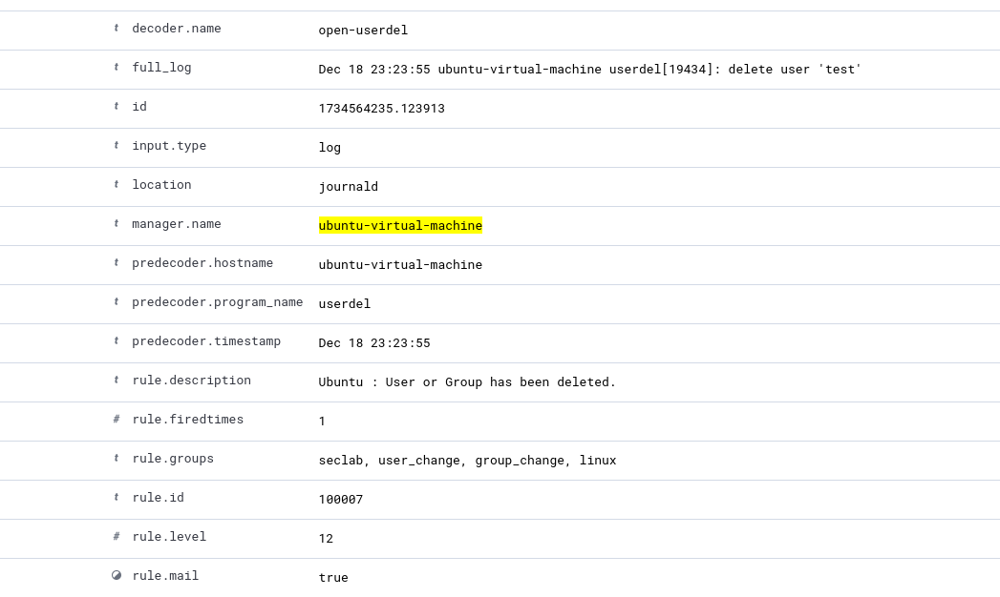 t decoder.name open-userdel
t full_log Dec 18 23:23:55 ubuntu-virtual-machine userdel[19434]: delete user 'test'
t id 1734564235.123913
t input.type log
t location journald
t manager.name ubuntu-virtual-machine
t predecoder.hostname ubuntu-virtual-machine
t predecoder.program_name userdel
t predecoder.timestamp Dec 18 23:23:55
t rule.description Ubuntu : User or Group has been deleted.
# rule.firedtimes 1
t rule.groups seclab, user_change, group_change, linux
t rule.id 100007
# rule.level 12
rule.mail true